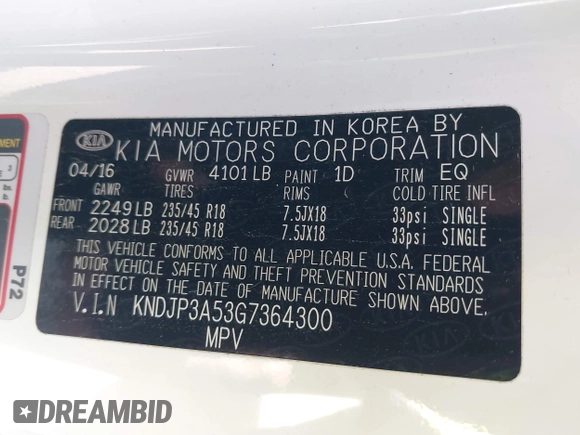 KIA
MANUFACTURED IN KOREA BY
KIA MOTORS CORPORATION
04/16 GVWR 4101 LB PAINT 1D TRIM EQ
GAWR TIRES RIMS COLD TIRE INFL
FRONT 2249 LB 235/45 R18 7.5JX18 33psi SINGLE
REAR 2028 LB 235/45 R18 7.5JX18 33psi SINGLE
THIS VEHICLE CONFORMS TO ALL APPLICABLE U.S.A. FEDERAL
MOTOR VEHICLE SAFETY AND THEFT PREVENTION STANDARDS
IN EFFECT ON THE DATE OF MANUFACTURE SHOWN ABOVE.
V.I.N KNDJP3A53G7364300
MPV
P72
DREAMBID